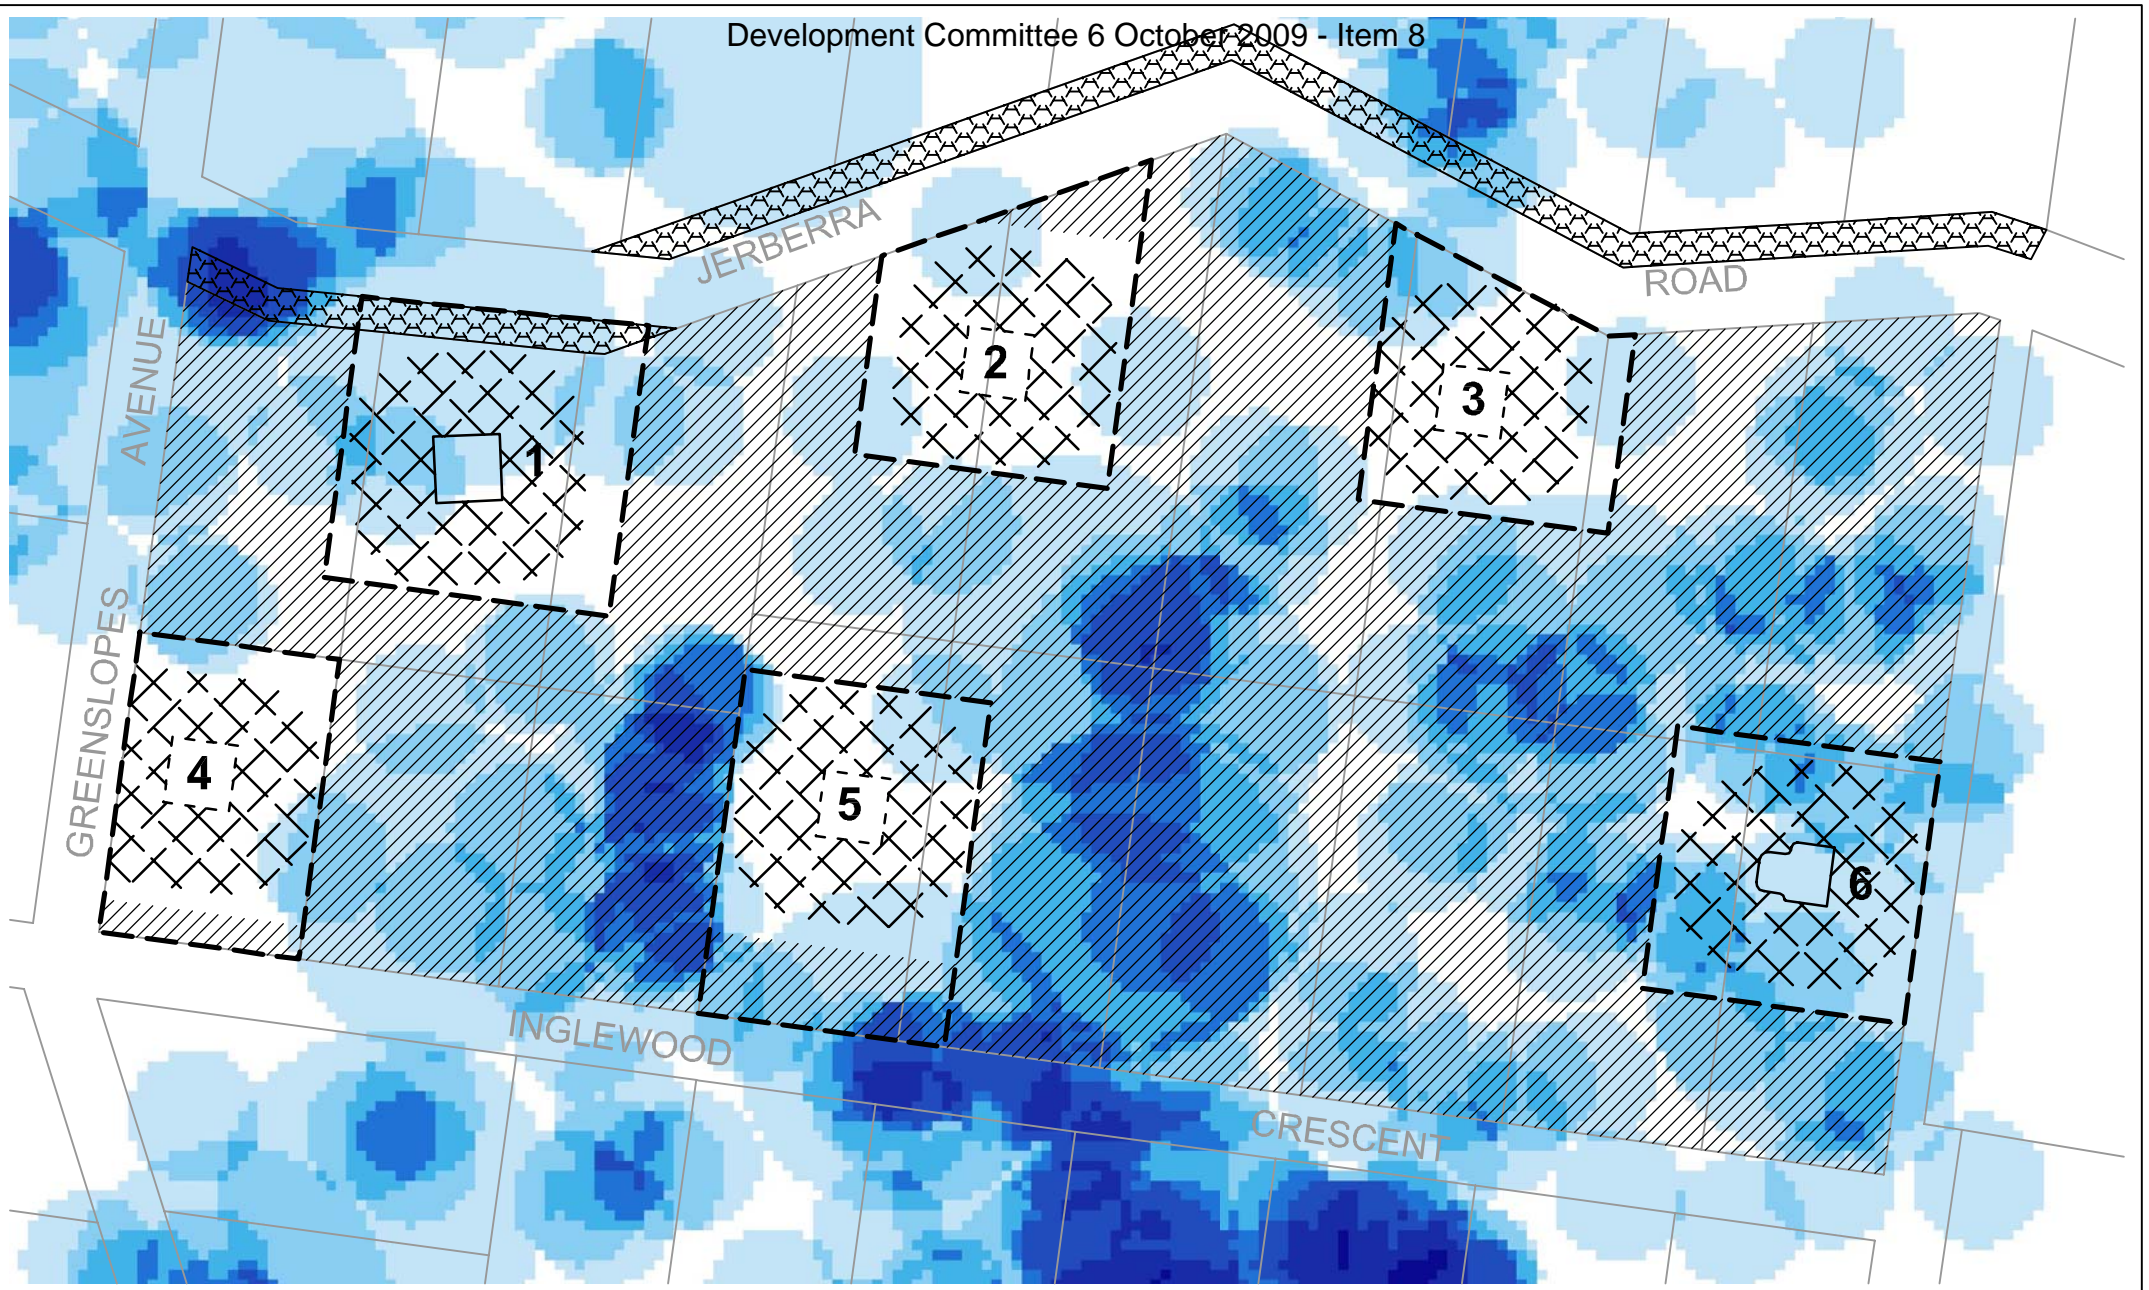 Development Committee 6 October 2009 - Item 8
JERBERRA
ROAD
AVENUE
GREENSLOPES
1
2
3
4
5
6
INGLEWOOD
CRESCENT